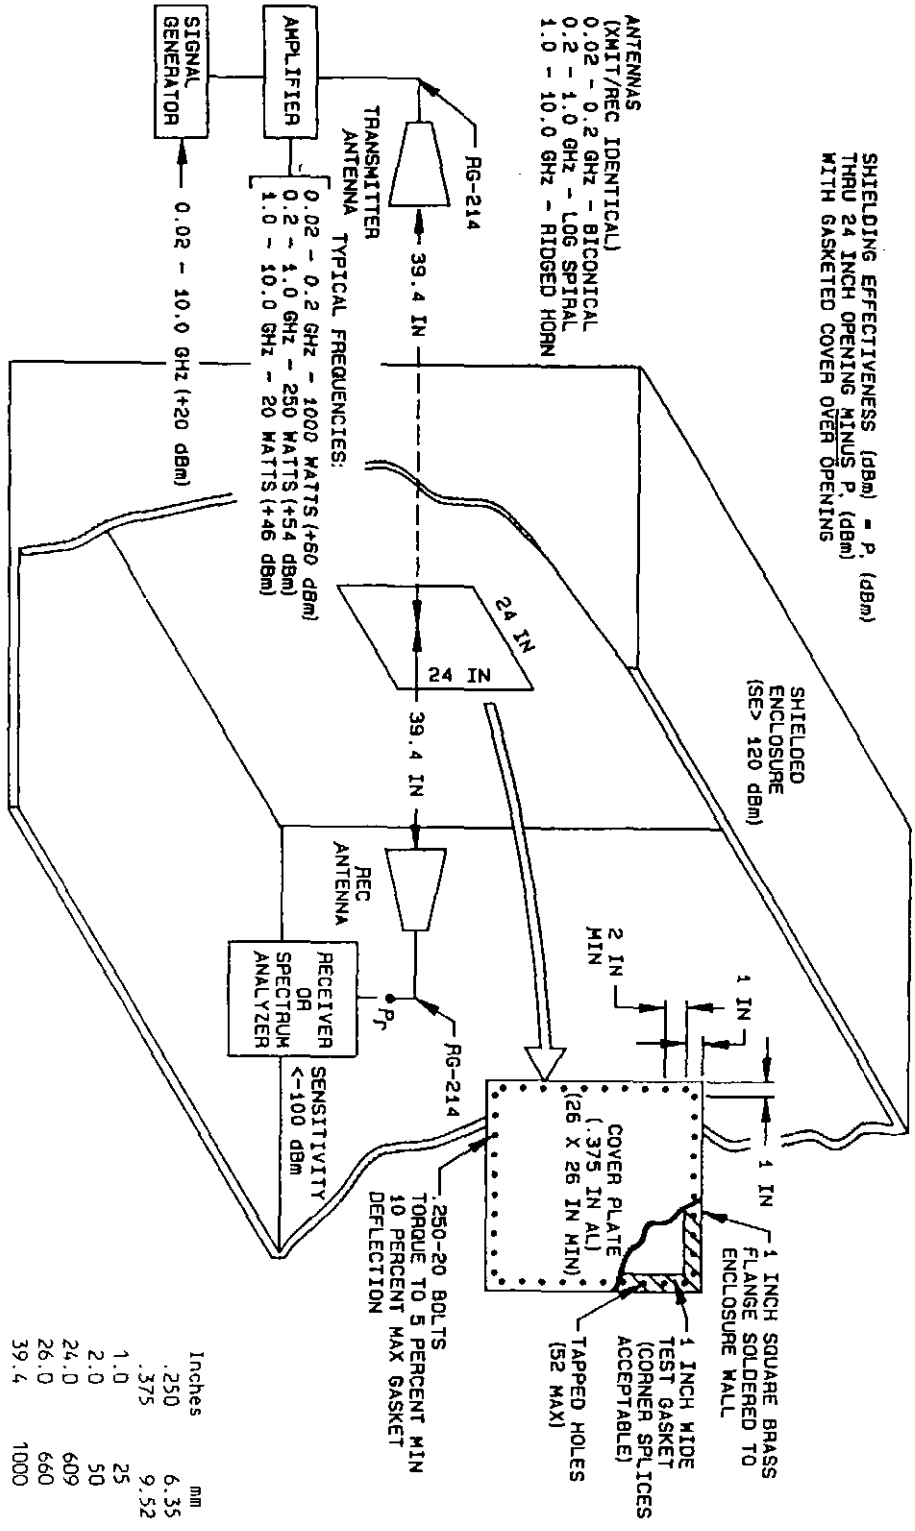 SHIELDING EFFECTIVENESS (dBm) = P, (dBm)
THRU 24 INCH OPENING MINUS P, (dBm)
WITH GASKETED COVER OVER OPENING
ANTENNAS
(XMIT/REC IDENTICAL)
0.02 - 0.2 GHz - BICONICAL
0.2 - 1.0 GHz - LOG SPIRAL
1.0 - 10.0 GHz - RIDGED HORN
SHIELDED
ENCLOSURE
(SE> 120 dBm)
RG-214
TRANSMITTER
ANTENNA
39.4 IN
24 IN
24 IN
39.4 IN
REC
ANTENNA
RG-214
Pr
AMPLIFIER
TYPICAL FREQUENCIES:
0.02 - 0.2 GHz - 1000 WATTS (+60 dBm)
0.2 - 1.0 GHz - 250 WATTS (+54 dBm)
1.0 - 10.0 GHz - 20 WATTS (+46 dBm)
SIGNAL
GENERATOR
0.02 - 10.0 GHz (+20 dBm)
RECEIVER
OR
SPECTRUM
ANALYZER
SENSITIVITY
<-100 dBm
2 IN
MIN
1 IN
1 IN
1 INCH SQUARE BRASS
FLANGE SOLDERED TO
ENCLOSURE WALL
1 INCH WIDE
TEST GASKET
(CORNER SPLICES
ACCEPTABLE)
TAPPED HOLES
(52 MAX)
COVER PLATE
(.375 IN AL)
(26 X 26 IN MIN)
.250-20 BOLTS
TORQUE TO 5 PERCENT MIN
10 PERCENT MAX GASKET
DEFLECTION
Inches mm
.250 6.35
.375 9.52
1.0 25
2.0 50
24.0 609
26.0 660
39.4 1000